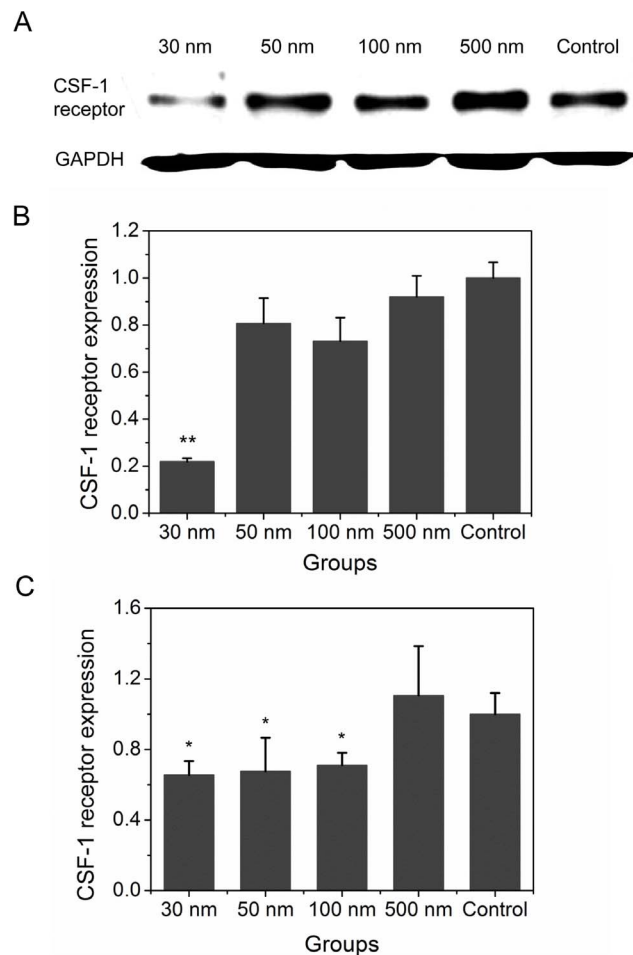 A
30 nm 50 nm 100 nm 500 nm Control
CSF-1
receptor
GAPDH
B
CSF-1 receptor expression
1.2
1.0
0.8
0.6
0.4
0.2
0.0
**
30 nm 50 nm 100 nm 500 nm Control
Groups
C
CSF-1 receptor expression
1.6
1.2
0.8
0.4
0.0
* * *
30 nm 50 nm 100 nm 500 nm Control
Groups